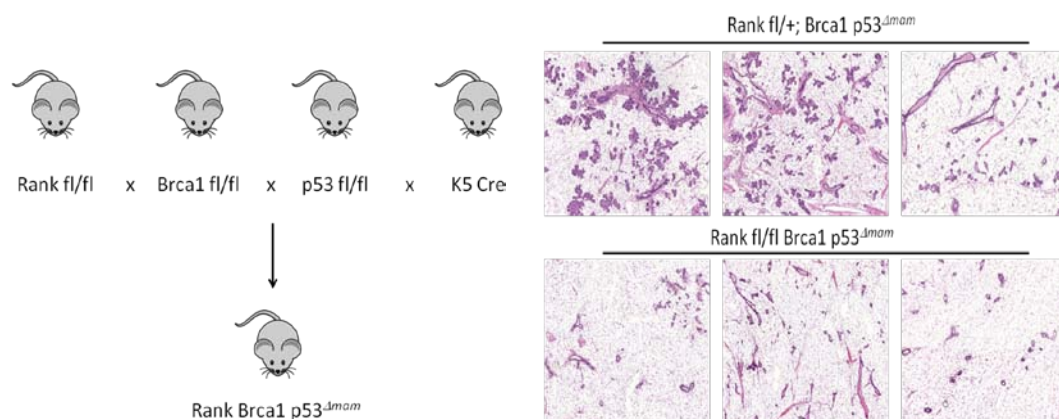 Rank fl/fl x Brca1 fl/fl x p53 fl/fl x K5 Cre
Rank Brca1 p53Δmam
Rank fl/+; Brca1 p53Δmam
Rank fl/fl Brca1 p53Δmam